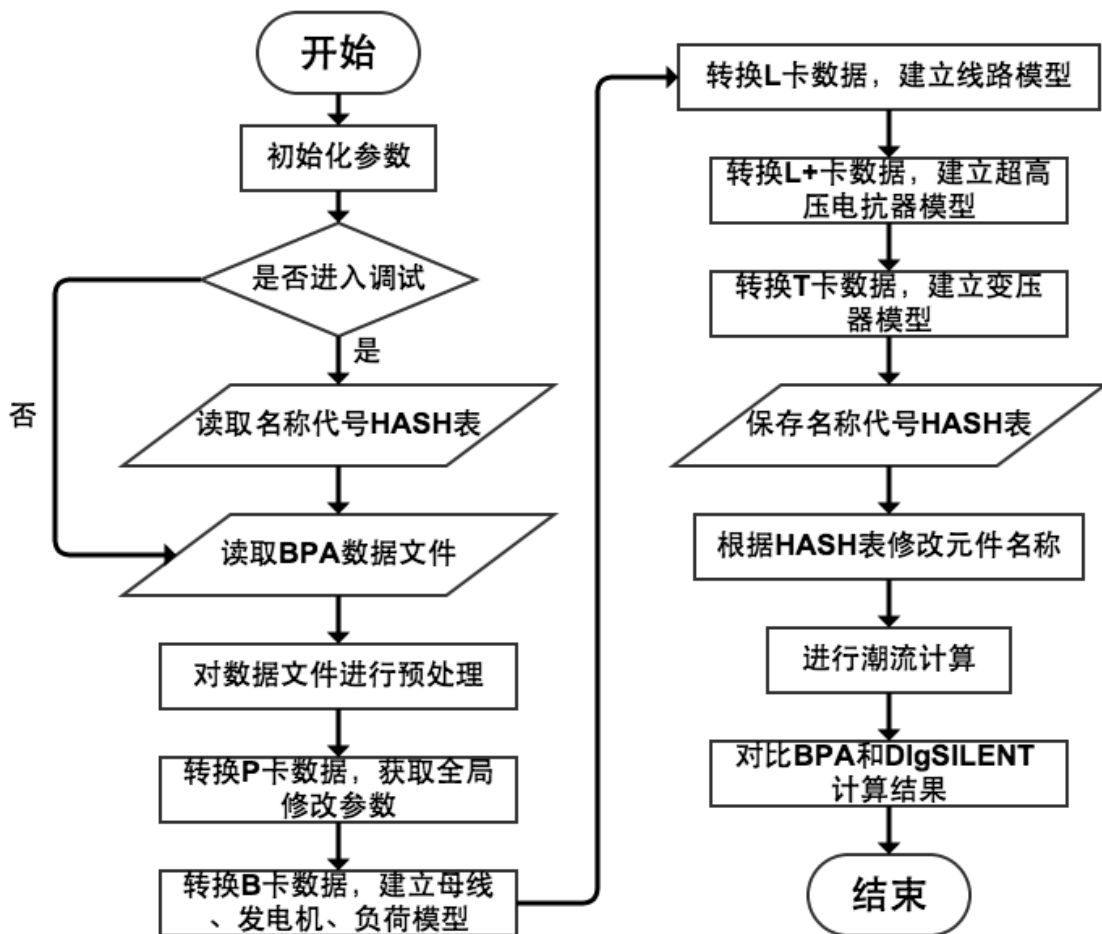 开始
初始化参数
是否进入调试
是
否
读取名称代号HASH表
读取BPA数据文件
对数据文件进行预处理
转换P卡数据，获取全局
修改参数
转换B卡数据，建立母线
、发电机、负荷模型
转换L卡数据，建立线路模型
转换L+卡数据，建立超高
压电抗器模型
转换T卡数据，建立变压
器模型
保存名称代号HASH表
根据HASH表修改元件名称
进行潮流计算
对比BPA和DIgSILENT
计算结果
结束